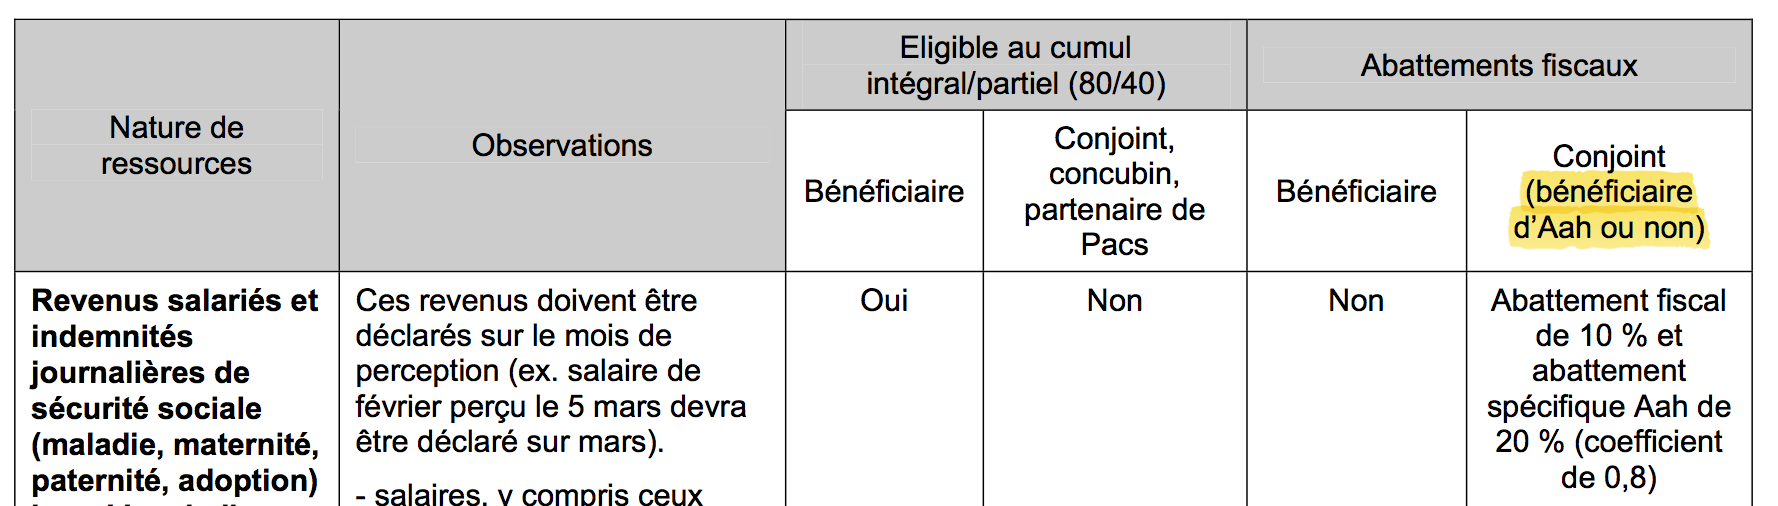 Nature de
ressources
Observations
Eligible au cumul
intégral/partiel (80/40)
Abattements fiscaux
Bénéficiaire
Conjoint,
concubin,
partenaire de
Pacs
Bénéficiaire
Conjoint
(bénéficiaire
d’Aah ou non)
Revenus salariés et
indemnités
journalières de
sécurité sociale
(maladie, maternité,
paternité, adoption)
Ces revenus doivent être
déclarés sur le mois de
perception (ex. salaire de
février perçu le 5 mars devra
être déclaré sur mars).
- salaires, y compris ceux
Oui
Non
Non
Abattement fiscal
de 10 % et
abattement
spécifique Aah de
20 % (coefficient
de 0,8)